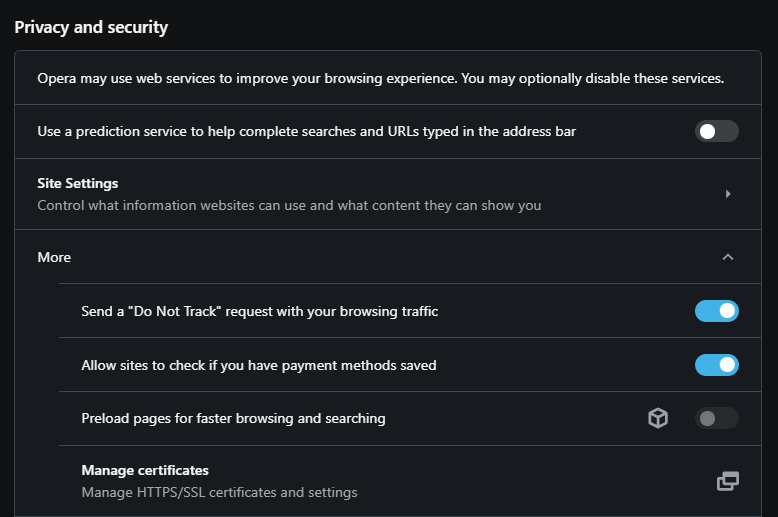 Privacy and security
Opera may use web services to improve your browsing experience. You may optionally disable these services.
Use a prediction service to help complete searches and URLs typed in the address bar
Site Settings
Control what information websites can use and what content they can show you
More
Send a "Do Not Track" request with your browsing traffic
Allow sites to check if you have payment methods saved
Preload pages for faster browsing and searching
Manage certificates
Manage HTTPS/SSL certificates and settings